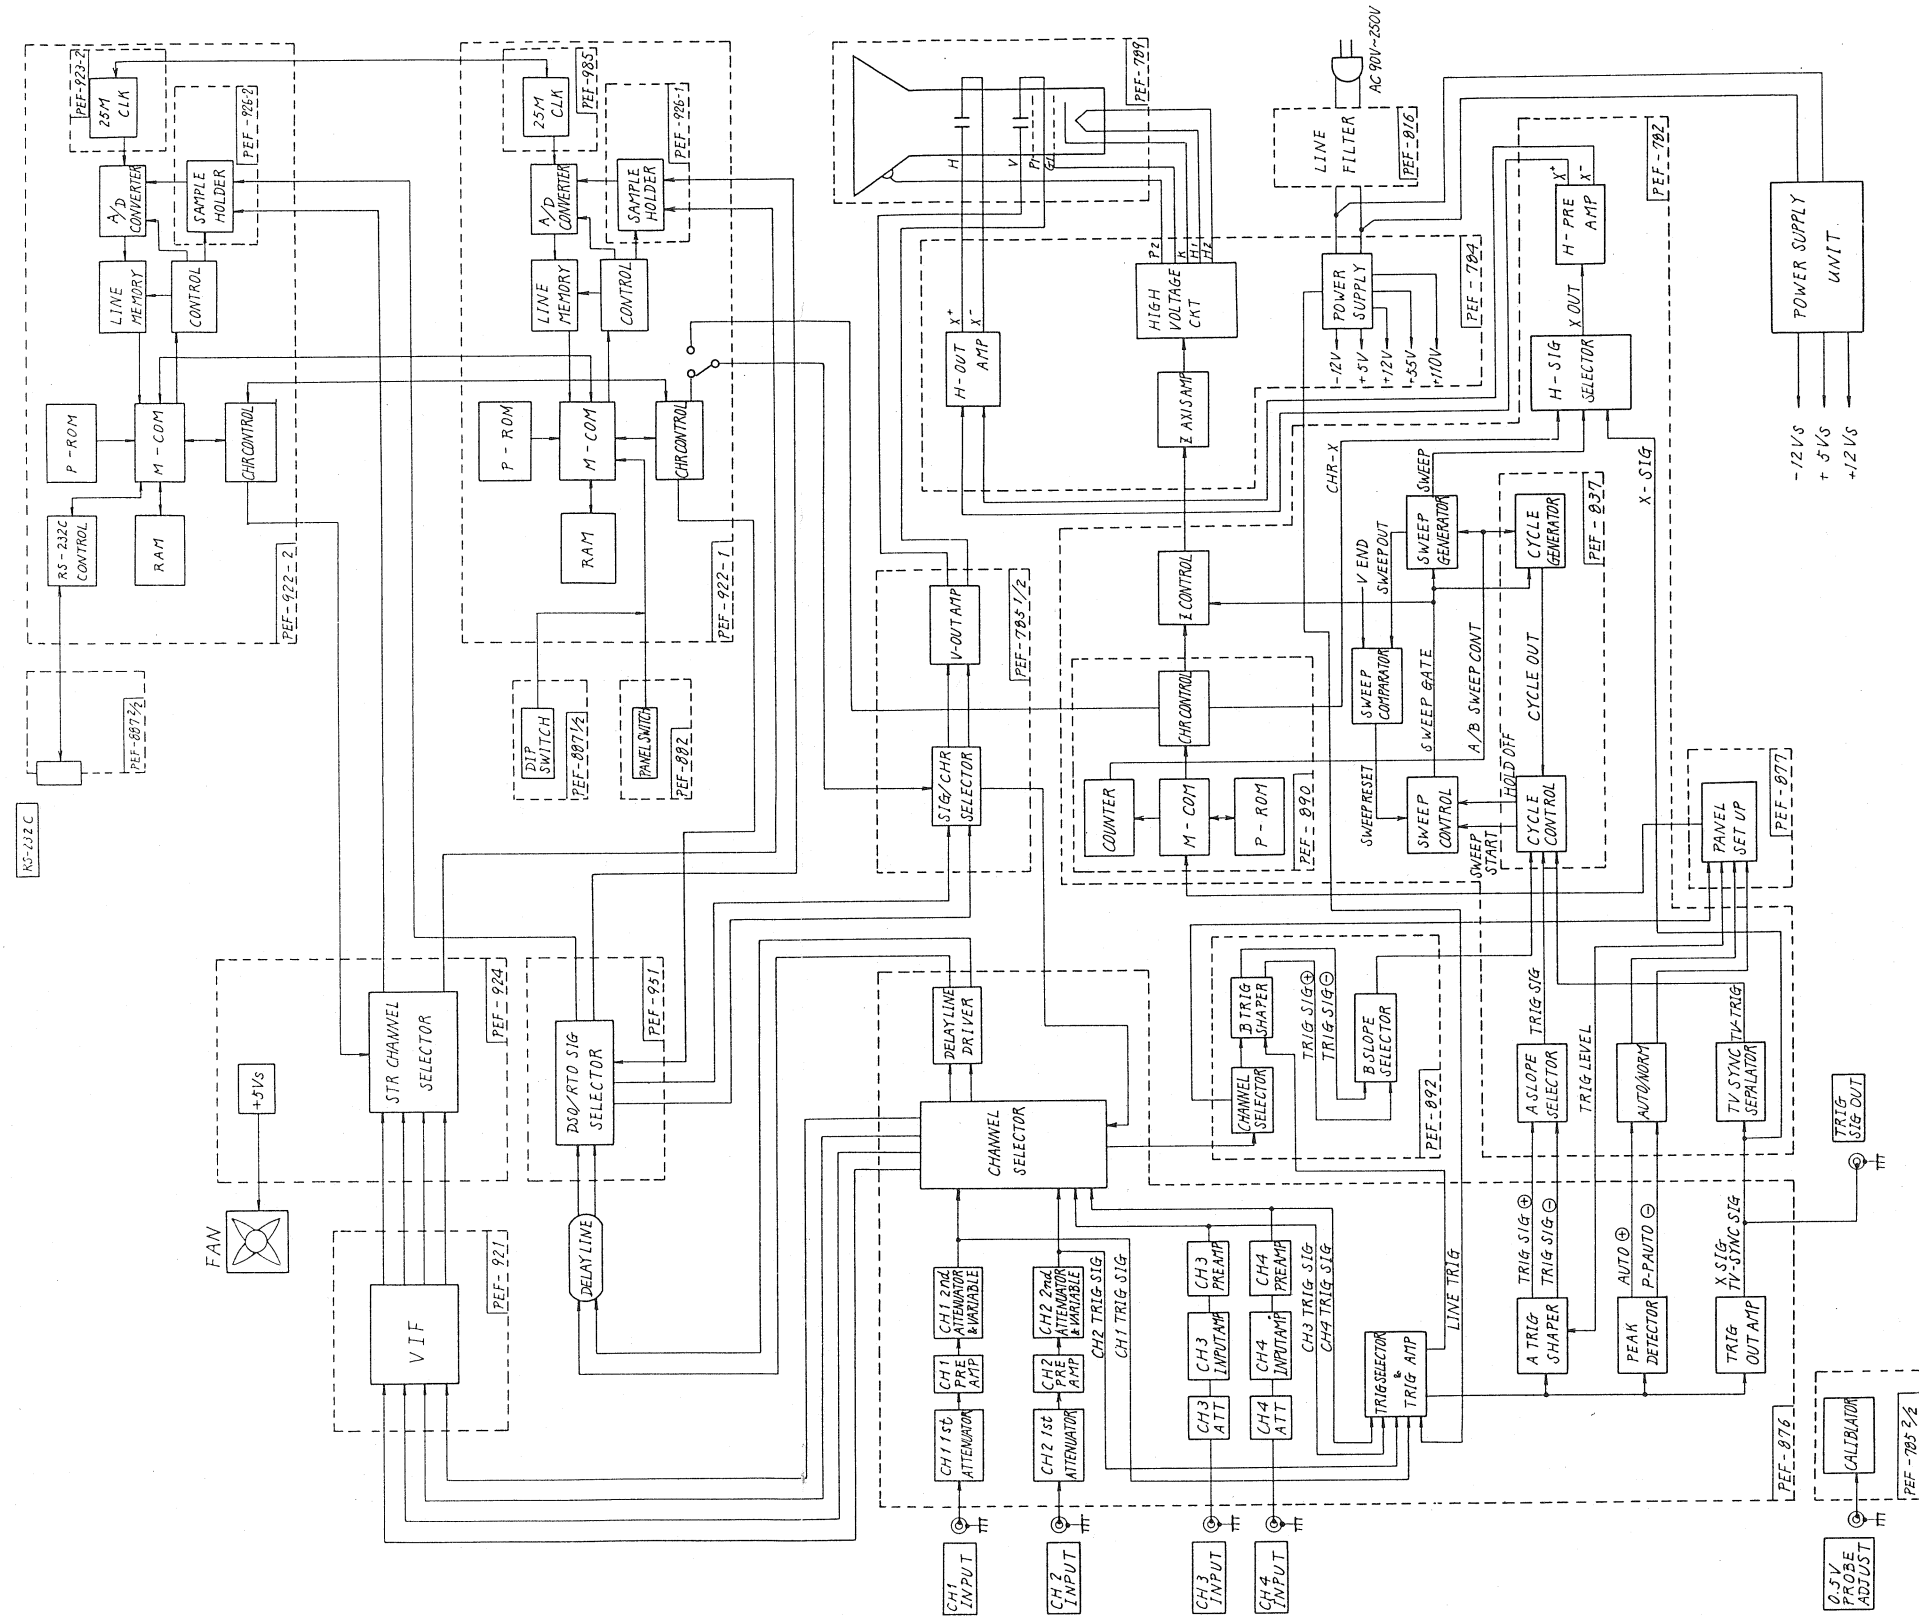 RS-232C
PEF-887 2/2
RS-232C
CONTROL
RAM
P-ROM
M-COM
CHRCONTROL
LINE
MEMORY
CONTROL
A/D
CONVERTER
SAMPLE
HOLDER
25M
CLK
PEF-923-2
PEF-926-2
PEF-922-2
DIP
SWITCH
PEF-887 1/2
PANEL SWITCH
PEF-882
RAM
P-ROM
M-COM
CHRCONTROL
LINE
MEMORY
CONTROL
A/D
CONVERTER
SAMPLE
HOLDER
25M
CLK
PEF-985
PEF-926-1
PEF-922-1
FAN
+5Vs
STR CHANNEL
SELECTOR
PEF-924
VIF
PEF-921
DELAY LINE
DSO/RTO SIG
SELECTOR
PEF-951
SIG/CHR
SELECTOR
V-OUT AMP
PEF-785 1/2
CH1
INPUT
CH1 1st
ATTENUATOR
CH1
PRE
AMP
CH1 2nd
ATTENUATOR
& VARIABLE
CH2
INPUT
CH2 1st
ATTENUATOR
CH2
PRE
AMP
CH2 2nd
ATTENUATOR
& VARIABLE
CH3
INPUT
CH3
ATT
CH3
INPUT AMP
CH3
PREAMP
CH4
INPUT
CH4
ATT
CH4
INPUT AMP
CH4
PREAMP
CH2 TRIG SIG
CH1 TRIG SIG
CH3 TRIG SIG
CH4 TRIG SIG
CHANNEL
SELECTOR
DELAY LINE
DRIVER
TRIG SELECTOR
&
TRIG AMP
LINE TRIG
A TRIG
SHAPER
TRIG SIG ⊕
TRIG SIG ⊖
PEAK
DETECTOR
AUTO ⊕
P-PAUTO ⊖
TRIG
OUT AMP
X SIG
TV-SYNC SIG
PEF-876
CHANNEL
SELECTOR
B TRIG
SHAPER
TRIG SIG ⊕
TRIG SIG ⊖
B SLOPE
SELECTOR
PEF-892
A SLOPE
SELECTOR
TRIG SIG
TRIG LEVEL
AUTO/NORM
TV SYNC
SEPALATOR
TV-TRIG
TRIG
SIG OUT
0.5V
PROBE
ADJUST
CALIBLATOR
PEF-785 2/2
PANEL
SET UP
PEF-877
COUNTER
M-COM
P-ROM
CHRCONTROL
PEF-890
Z CONTROL
Z AXIS AMP
HIGH
VOLTAGE
CKT
P2
K
H1
H2
H-OUT
AMP
X+
X-
H
V
P1
G1
PEF-789
POWER
SUPPLY
-12V
+5V
+12V
+55V
+110V
PEF-784
LINE
FILTER
PEF-816
AC 90V~250V
CHR-X
SWEEP RESET
SWEEP
COMPARATOR
V END
SWEEP OUT
SWEEP
CONTROL
SWEEP GATE
A/B SWEEP CONT
SWEEP
GENERATOR
SWEEP
SWEEP
START
HOLD OFF
CYCLE
CONTROL
CYCLE OUT
CYCLE
GENERATOR
PEF-837
X-SIG
H-SIG
SELECTOR
X OUT
H-PRE
AMP
X+
X-
PEF-782
POWER SUPPLY
UNIT
-12Vs
+5Vs
+12Vs